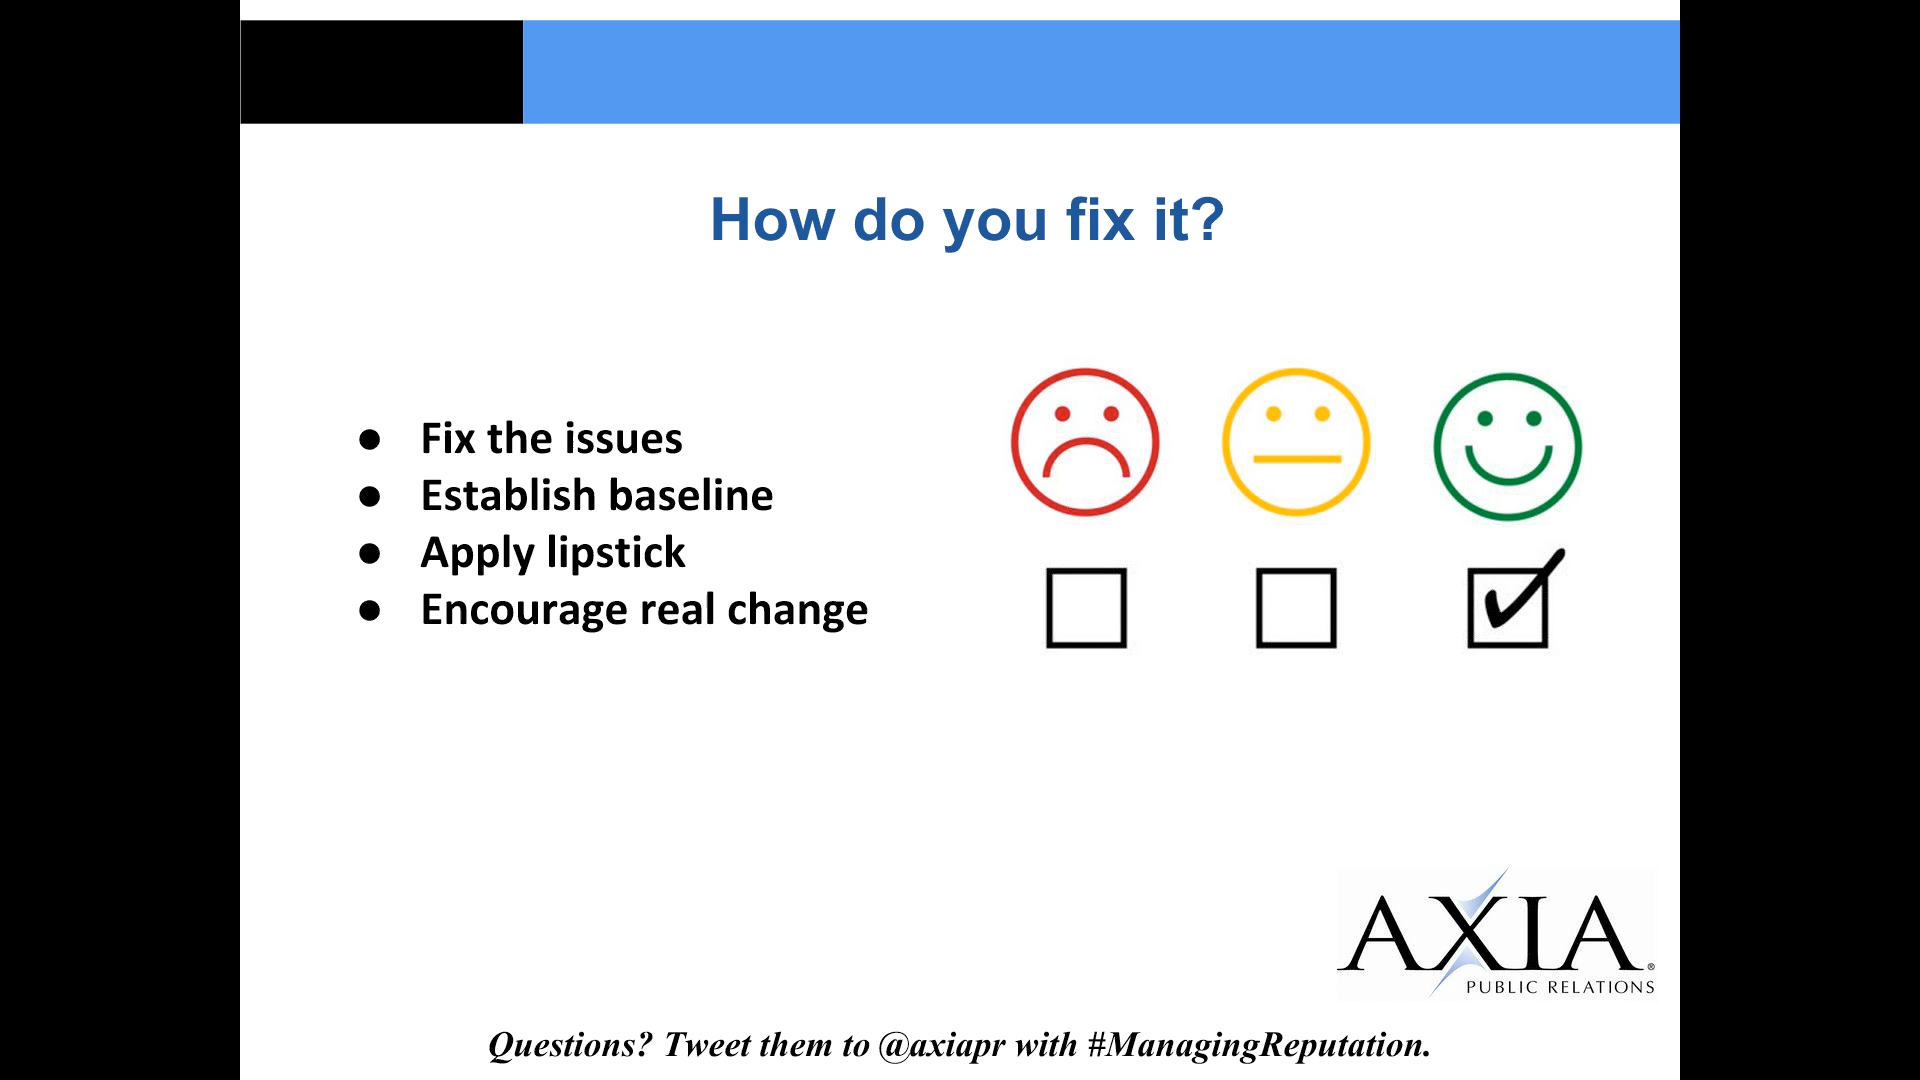 How do you fix it?
● Fix the issues
● Establish baseline
● Apply lipstick
● Encourage real change
AXIA®
PUBLIC RELATIONS
Questions? Tweet them to @axiapr with #ManagingReputation.